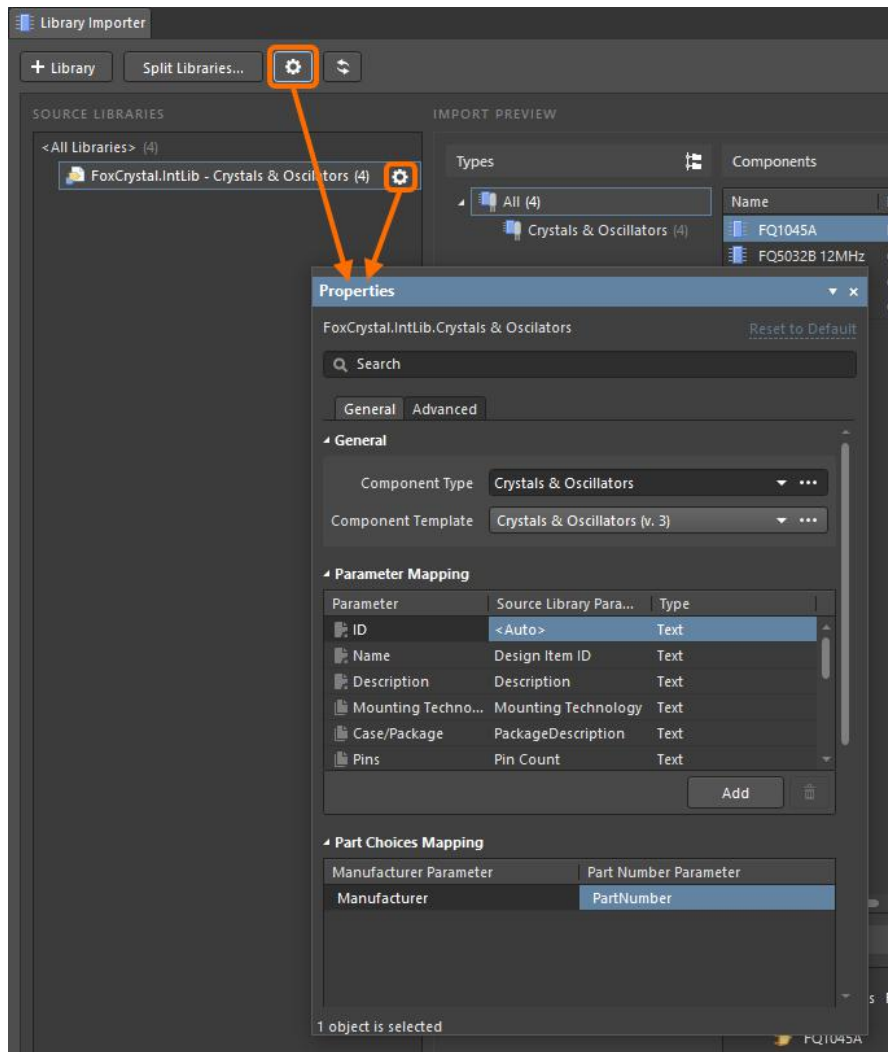 Library Importer
+ Library Split Libraries...
SOURCE LIBRARIES
<All Libraries> (4)
FoxCrystal.IntLib - Crystals & Oscilators (4)
IMPORT PREVIEW
Types
All (4)
Crystals & Oscillators (4)
Components
Name
FQ1045A
FQ5032B 12MHz
Properties
FoxCrystal.IntLib.Crystals & Oscilators Reset to Default
Search
General Advanced
General
Component Type Crystals & Oscillators
Component Template Crystals & Oscillators (v. 3)
Parameter Mapping
Parameter Source Library Para... Type
ID <Auto> Text
Name Design Item ID Text
Description Description Text
Mounting Techno... Mounting Technology Text
Case/Package PackageDescription Text
Pins Pin Count Text
Add
Part Choices Mapping
Manufacturer Parameter Part Number Parameter
Manufacturer PartNumber
1 object is selected
FQ1045A